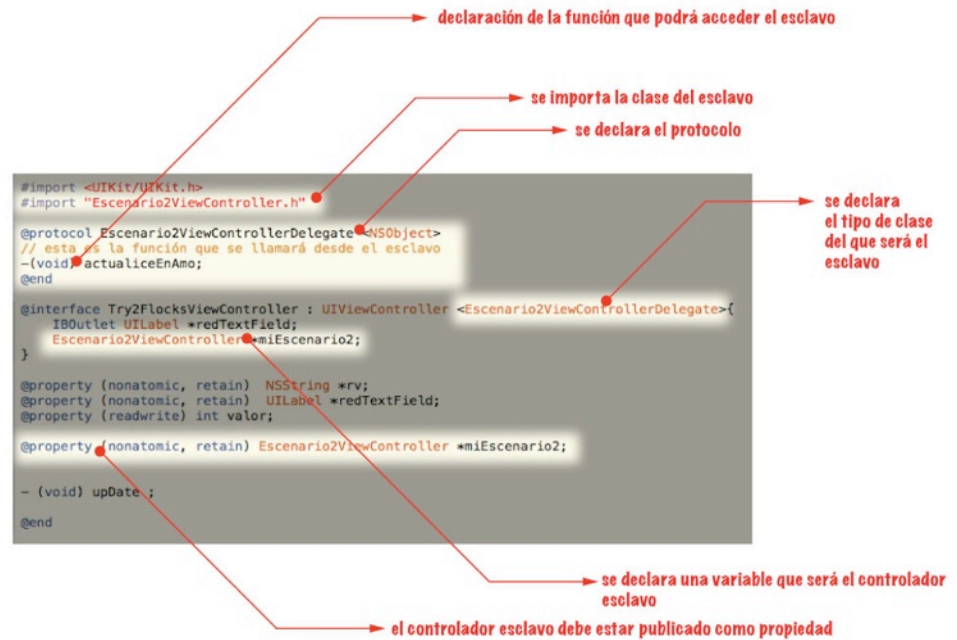 declaración de la función que podrá acceder el esclavo
se importa la clase del esclavo
se declara el protocolo
#import <UIKit/UIKit.h>
#import "Escenario2ViewController.h"
@protocol Escenario2ViewControllerDelegate <NSObject>
// esta es la función que se llamará desde el esclavo
-(void) actualiceEnAmo;
@end
@interface Try2FlocksViewController : UIViewController <Escenario2ViewControllerDelegate>{
IBOutlet UILabel *redTextField;
Escenario2ViewController *miEscenario2;
}
@property (nonatomic, retain) NSString *rv;
@property (nonatomic, retain) UILabel *redTextField;
@property (readwrite) int valor;
@property (nonatomic, retain) Escenario2ViewController *miEscenario2;
- (void) upDate ;
@end
se declara
el tipo de clase
del que será el
esclavo
se declara una variable que será el controlador
esclavo
el controlador esclavo debe estar publicado como propiedad